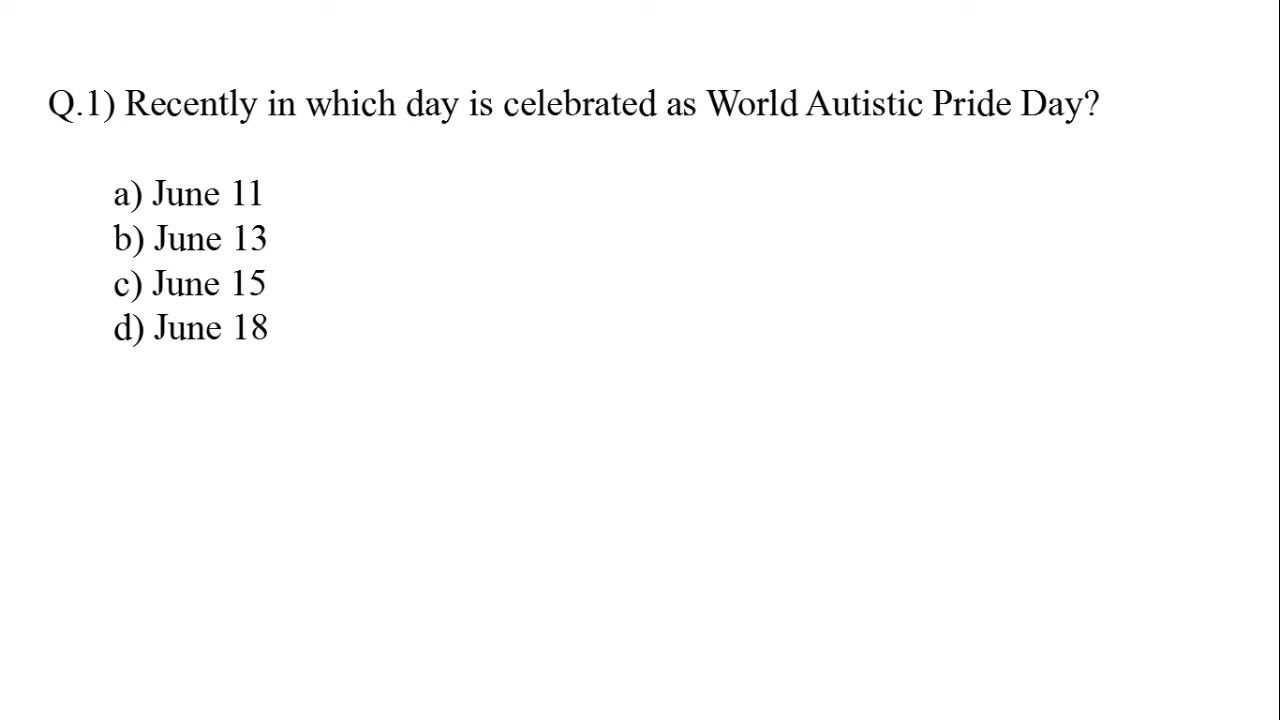 Q.1) Recently in which day is celebrated as World Autistic Pride Day?
a) June 11
b) June 13
c) June 15
d) June 18